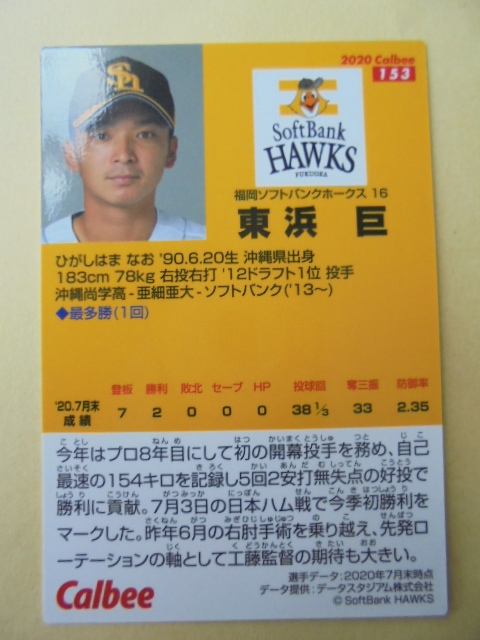 2020 Calbee
153
SH
SoftBank
HAWKS
FUKUOKA
福岡ソフトバンクホークス 16
東浜 巨
ひがしはま なお '90.6.20生 沖縄県出身
183cm 78kg 右投右打 '12ドラフト1位 投手
沖縄尚学高-亜細亜大-ソフトバンク('13〜)
◆最多勝(1回)
登板 勝利 敗北 セーブ HP 投球回 奪三振 防御率
'20.7月末成績 7 2 0 0 0 38 1/3 33 2.35
今年はプロ8年目にして初の開幕投手を務め、自己
最速の154キロを記録し5回2安打無失点の好投で
勝利に貢献。7月3日の日本ハム戦で今季初勝利を
マークした。昨年6月の右肘手術を乗り越え、先発ロ
ーテーションの軸として工藤監督の期待も大きい。
選手データ:2020年7月末時点
データ提供:データスタジアム株式会社
© SoftBank HAWKS
Calbee